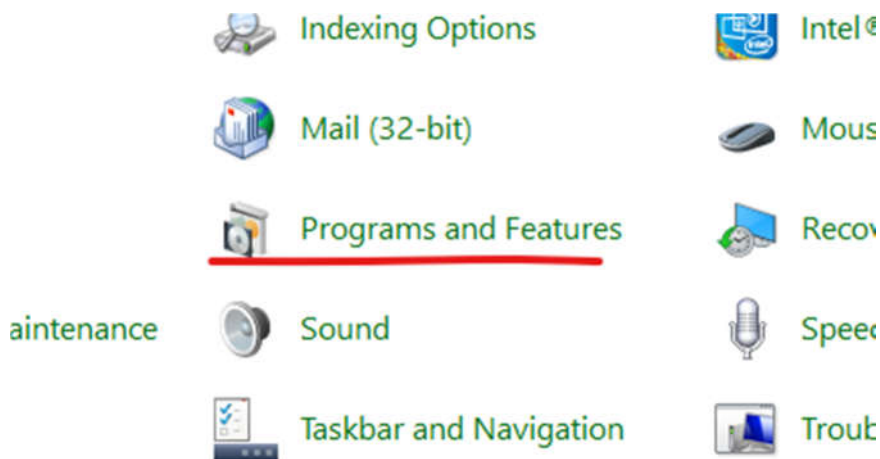 Indexing Options
Intel®
Mail (32-bit)
Mous
Programs and Features
Recov
aintenance
Sound
Speec
Taskbar and Navigation
Troub